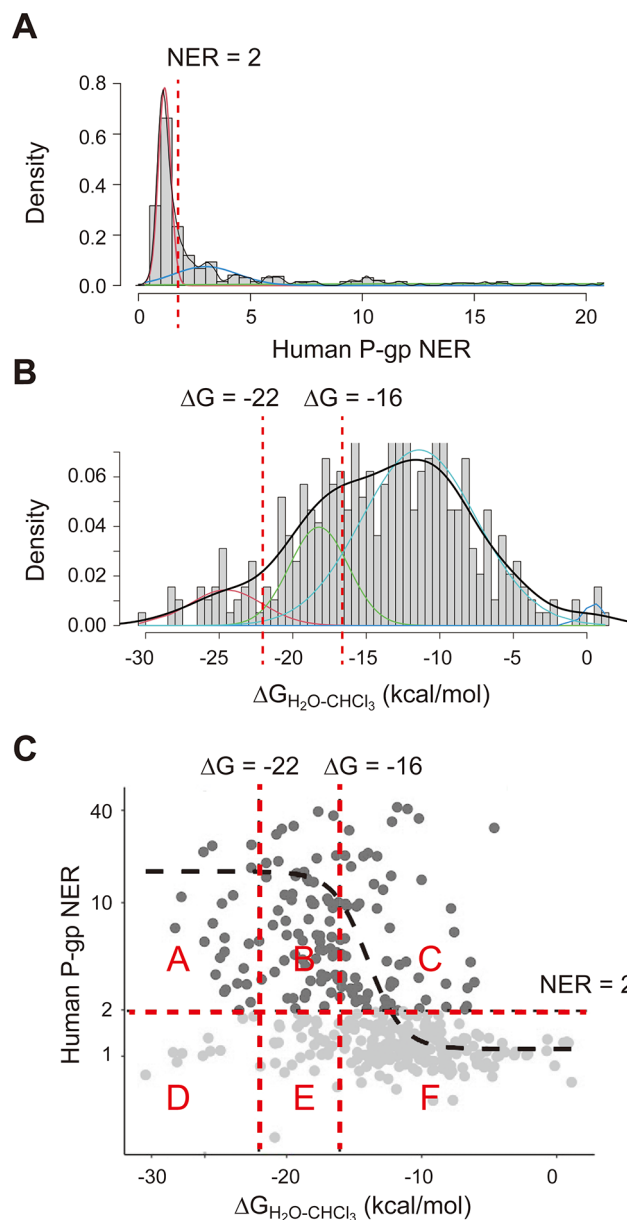 A
NER = 2
0.8
0.6
0.4
0.2
0.0
Density
0 5 10 15 20
Human P-gp NER
B
ΔG = -22 ΔG = -16
0.06
0.04
0.02
0.00
Density
-30 -25 -20 -15 -10 -5 0
ΔG_H₂O-CHCl₃ (kcal/mol)
C
ΔG = -22 ΔG = -16
40
10
2
1
Human P-gp NER
A B C
NER = 2
D E F
-30 -20 -10 0
ΔG_H₂O-CHCl₃ (kcal/mol)